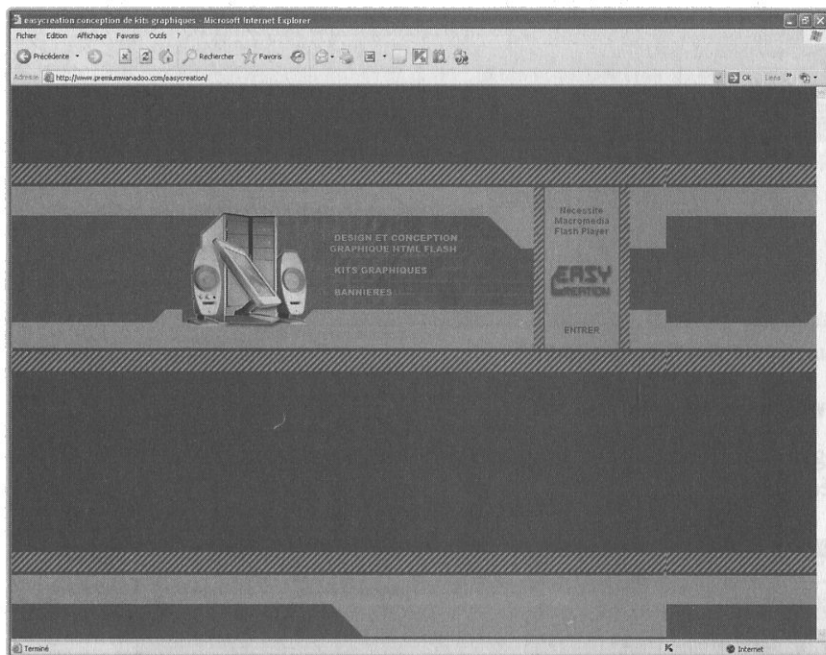 easycreation conception de kits graphiques - Microsoft Internet Explorer
Fichier Edition Affichage Favoris Outils ?
Précédente Rechercher Favoris
Adresse http://www.premiumwanadoo.com/easycreation/ OK Liens »
Nécessite
Macromedia
Flash Player
DESIGN ET CONCEPTION
GRAPHIQUE HTML FLASH
KITS GRAPHIQUES
BANNIERES
EASY
CREATION
ENTRER
Terminé Internet